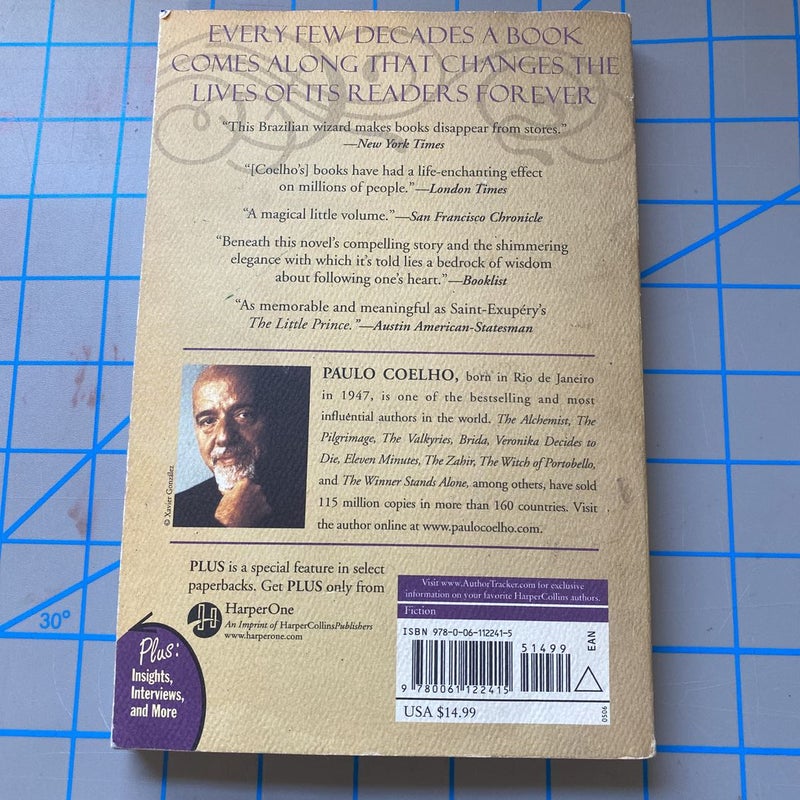 EVERY FEW DECADES A BOOK
COMES ALONG THAT CHANGES THE
LIVES OF ITS READERS FOREVER
“This Brazilian wizard makes books disappear from stores.”
—New York Times
“[Coelho’s] books have had a life-enchanting effect
on millions of people.”—London Times
“A magical little volume.”—San Francisco Chronicle
“Beneath this novel’s compelling story and the shimmering
elegance with which it’s told lies a bedrock of wisdom
about following one’s heart.”—Booklist
“As memorable and meaningful as Saint-Exupéry’s
The Little Prince.”—Austin American-Statesman
PAULO COELHO, born in Rio de Janeiro
in 1947, is one of the bestselling and most
influential authors in the world. The Alchemist, The
Pilgrimage, The Valkyries, Brida, Veronika Decides to
Die, Eleven Minutes, The Zahir, The Witch of Portobello,
and The Winner Stands Alone, among others, have sold
115 million copies in more than 160 countries. Visit
the author online at www.paulocoelho.com.
© Xavier González
PLUS is a special feature in select
paperbacks. Get PLUS only from
HarperOne
An Imprint of HarperCollinsPublishers
www.harperone.com
Visit www.AuthorTracker.com for exclusive
information on your favorite HarperCollins authors.
Fiction
ISBN 978-0-06-112241-5
51499
EAN
9 780061 122415
USA $14.99
0506
Plus:
Insights,
Interviews,
and More
30°